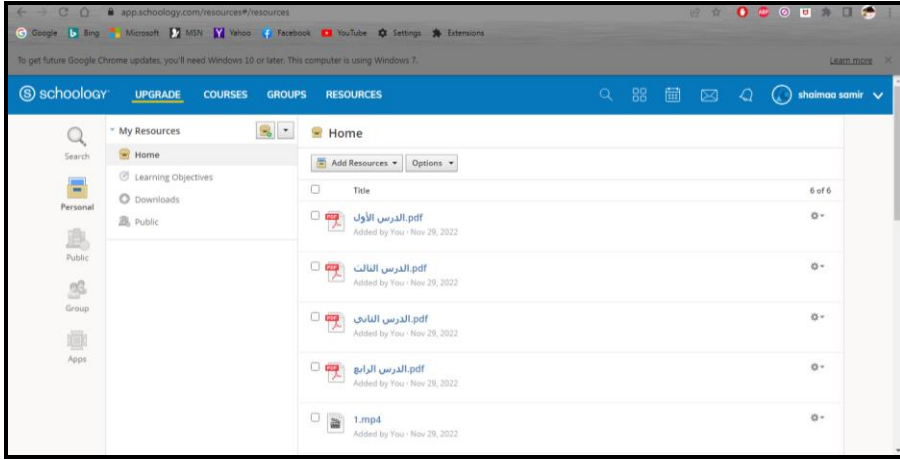 app.schoology.com/resources#/resources
Google Bing Microsoft MSN Yahoo Facebook YouTube Settings Extensions
To get future Google Chrome updates, you'll need Windows 10 or later. This computer is using Windows 7. Learn more
schoology UPGRADE COURSES GROUPS RESOURCES shaimaa samir
Search
Personal
Public
Group
Apps
My Resources
Home
Learning Objectives
Downloads
Public
Home
Add Resources Options
Title 6 of 6
الدرس الأول.pdf
Added by You · Nov 29, 2022
الدرس الثالث.pdf
Added by You · Nov 29, 2022
الدرس الثاني.pdf
Added by You · Nov 29, 2022
الدرس الرابع.pdf
Added by You · Nov 29, 2022
1.mp4
Added by You · Nov 29, 2022